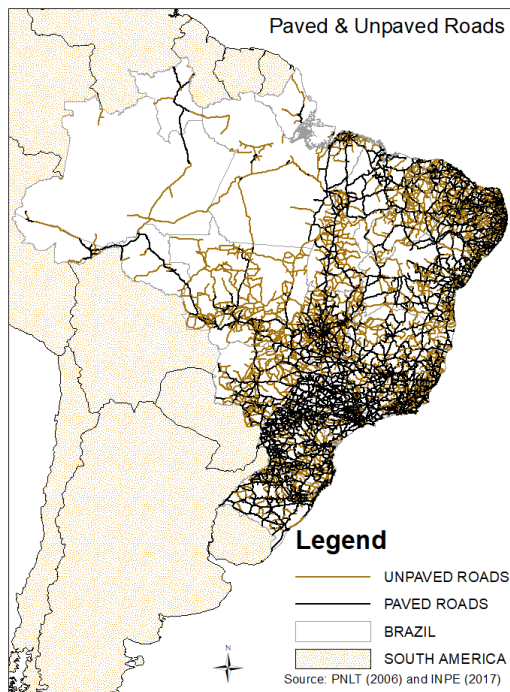 Paved & Unpaved Roads
Legend
UNPAVED ROADS
PAVED ROADS
BRAZIL
SOUTH AMERICA
N
Source: PNLT (2006) and INPE (2017)